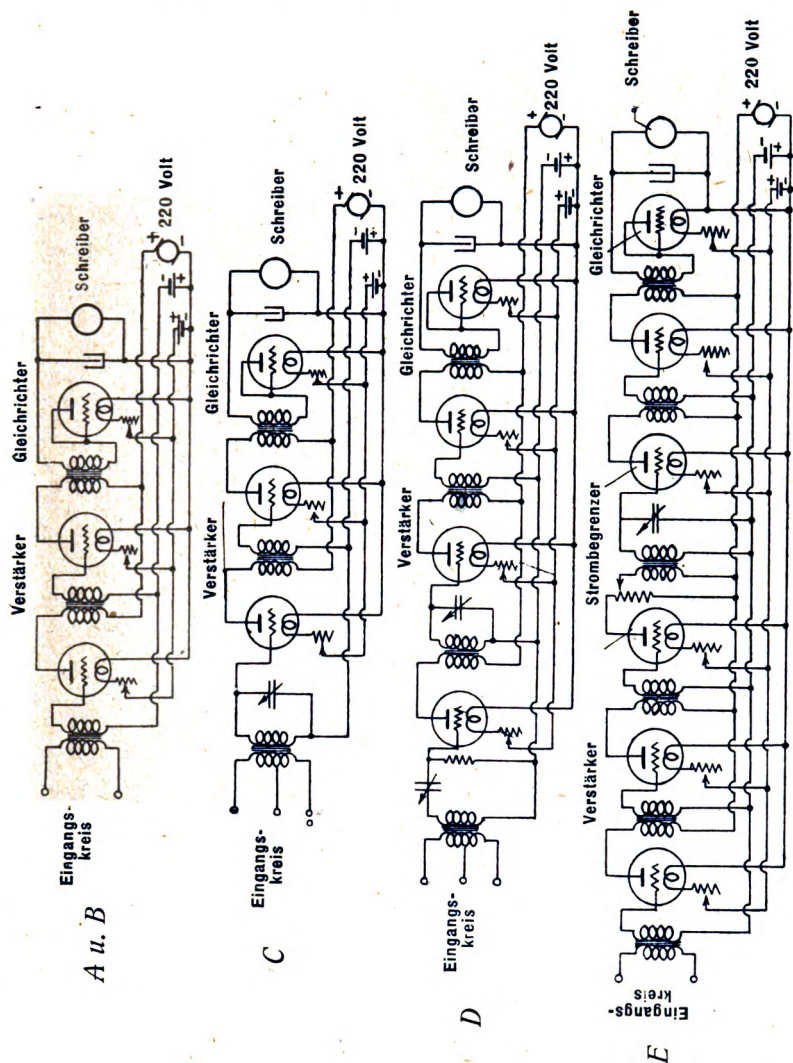 A u. B
Eingangs-
kreis
Verstärker
Gleichrichter
Schreiber
220 Volt
+
-
-
+
+
-
C
Eingangs-
kreis
Verstärker
Gleichrichter
Schreiber
220 Volt
+
-
-
+
+
-
D
Eingangs-
kreis
Verstärker
Gleichrichter
Schreiber
220 Volt
+
-
-
+
+
-
E
Eingangs-
kreis
Verstärker
Strombegrenzer
Gleichrichter
Schreiber
220 Volt
+
-
-
+
+
-